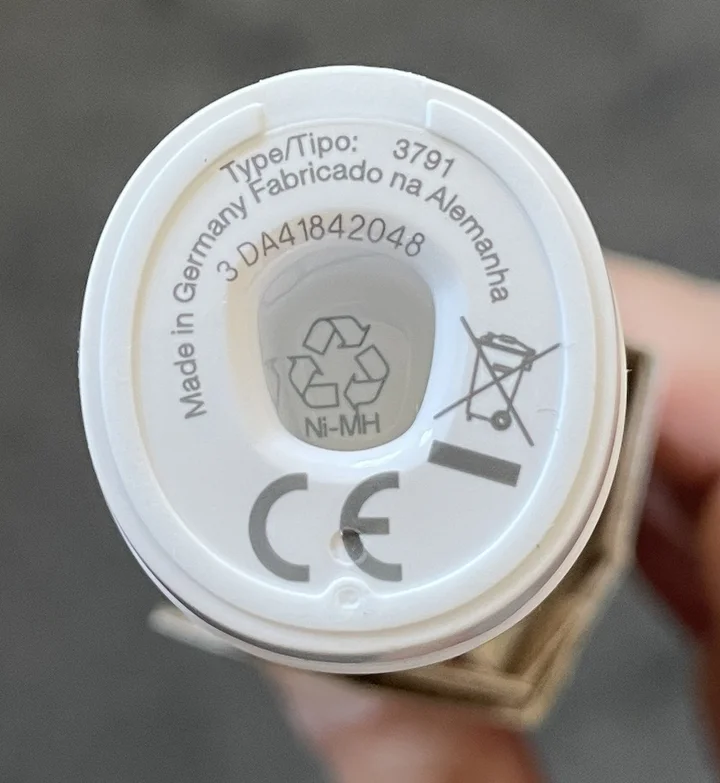 Type/Tipo: 3791
Made in Germany Fabricado na Alemanha
3 DA41842048
Ni-MH
CE